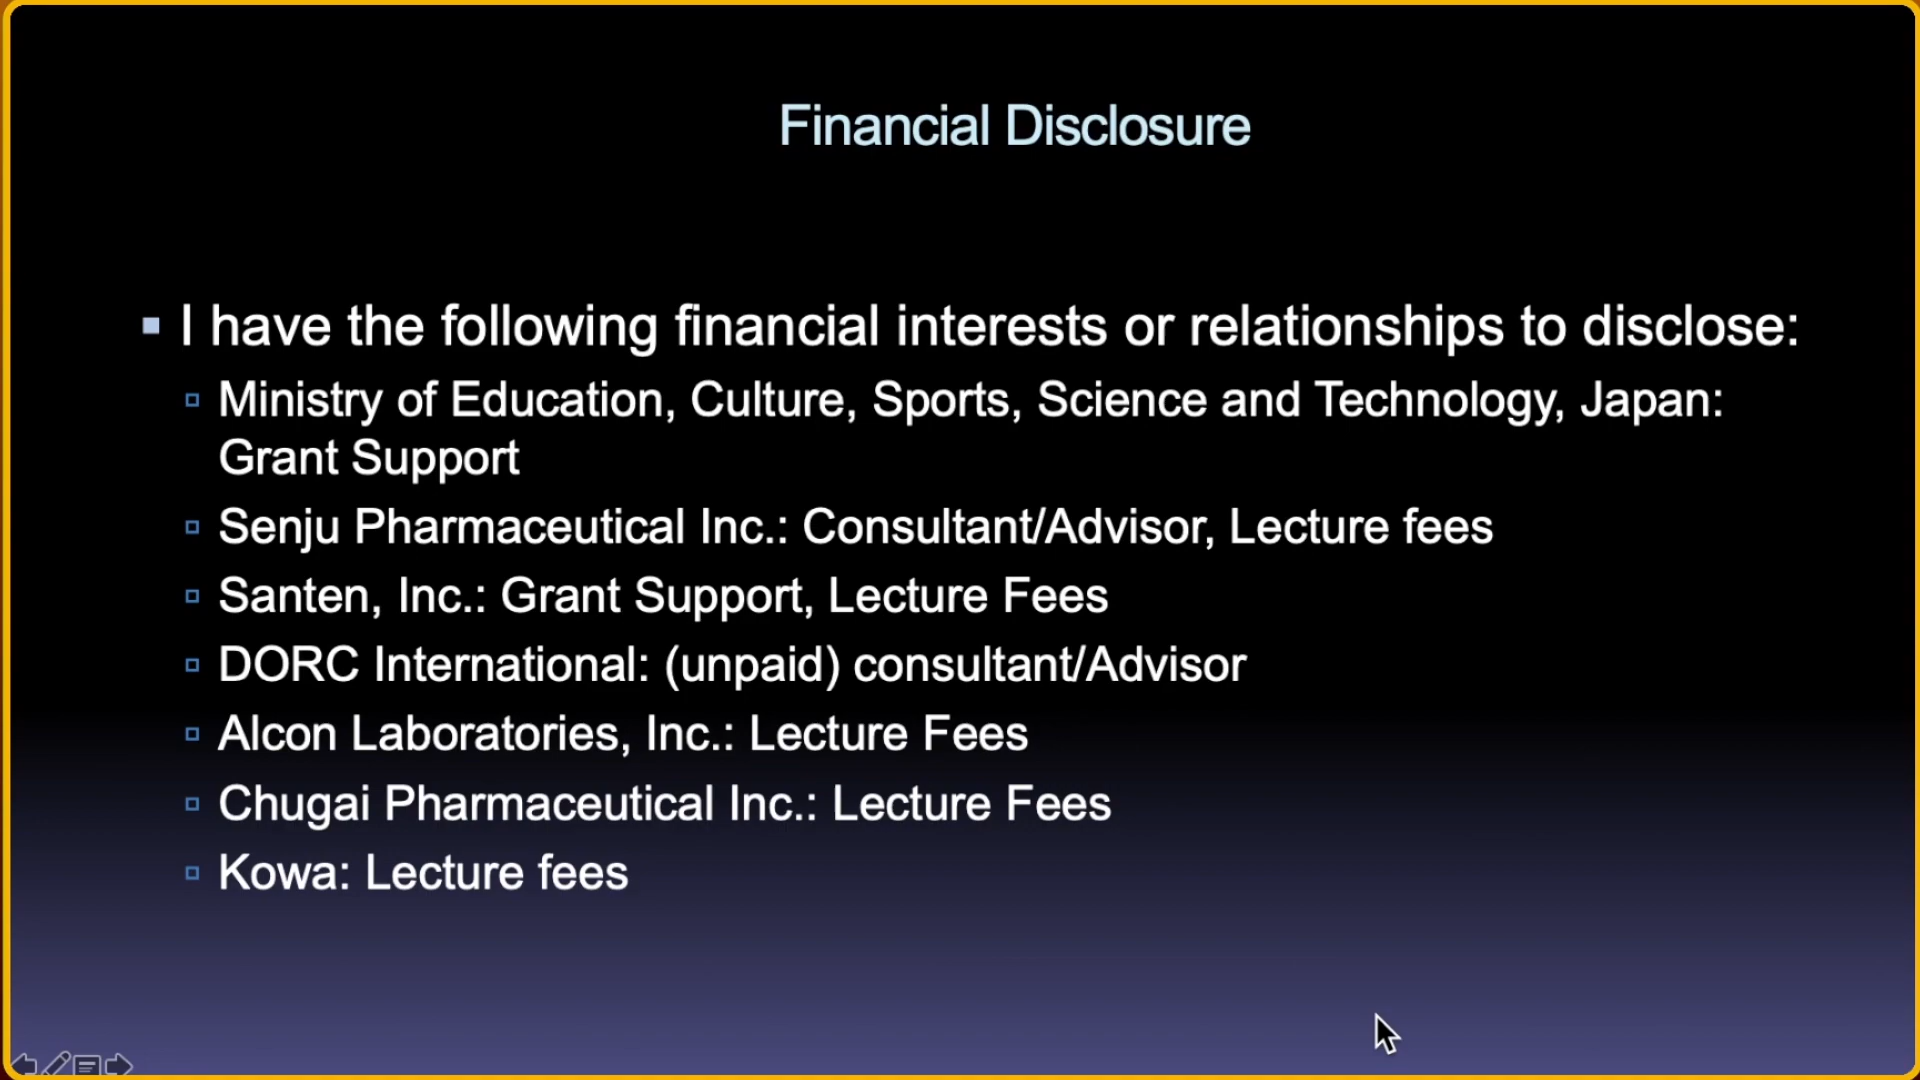 Financial Disclosure
I have the following financial interests or relationships to disclose:
Ministry of Education, Culture, Sports, Science and Technology, Japan:
Grant Support
Senju Pharmaceutical Inc.: Consultant/Advisor, Lecture fees
Santen, Inc.: Grant Support, Lecture Fees
DORC International: (unpaid) consultant/Advisor
Alcon Laboratories, Inc.: Lecture Fees
Chugai Pharmaceutical Inc.: Lecture Fees
Kowa: Lecture fees